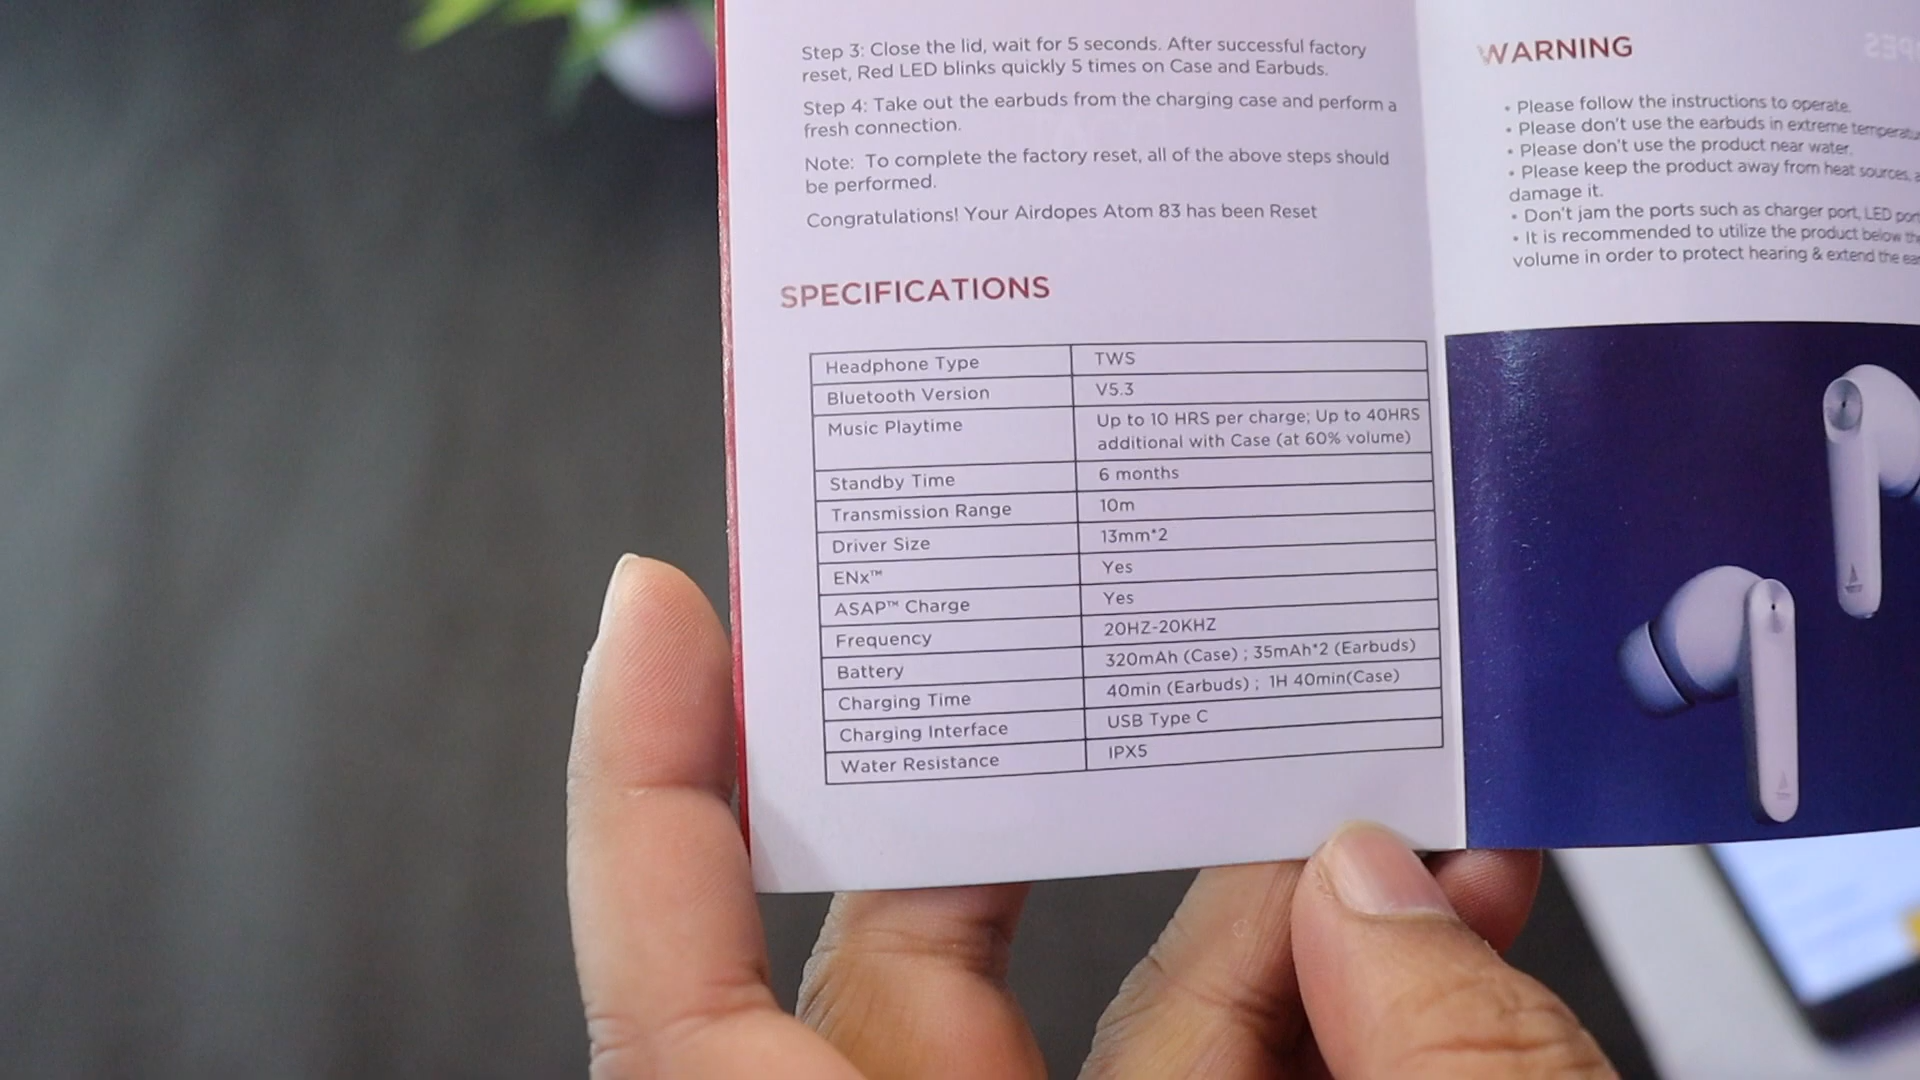 Step 3: Close the lid, wait for 5 seconds. After successful factory
reset, Red LED blinks quickly 5 times on Case and Earbuds.
Step 4: Take out the earbuds from the charging case and perform a
fresh connection.
Note: To complete the factory reset, all of the above steps should
be performed.
Congratulations! Your Airdopes Atom 83 has been Reset
SPECIFICATIONS
Headphone Type TWS
Bluetooth Version V5.3
Music Playtime Up to 10 HRS per charge; Up to 40HRS
additional with Case (at 60% volume)
Standby Time 6 months
Transmission Range 10m
Driver Size 13mm*2
ENx™ Yes
ASAP™ Charge Yes
Frequency 20HZ-20KHZ
Battery 320mAh (Case) ; 35mAh*2 (Earbuds)
Charging Time 40min (Earbuds) ; 1H 40min(Case)
Charging Interface USB Type C
Water Resistance IPX5
WARNING
• Please follow the instructions to operate.
• Please don't use the earbuds in extreme
• Please don't use the product near water.
• Please keep the product away from heat sources,
damage it.
• Don't jam the ports such as charger port, LED
• It is recommended to utilize the product below
volume in order to protect hearing & extend the